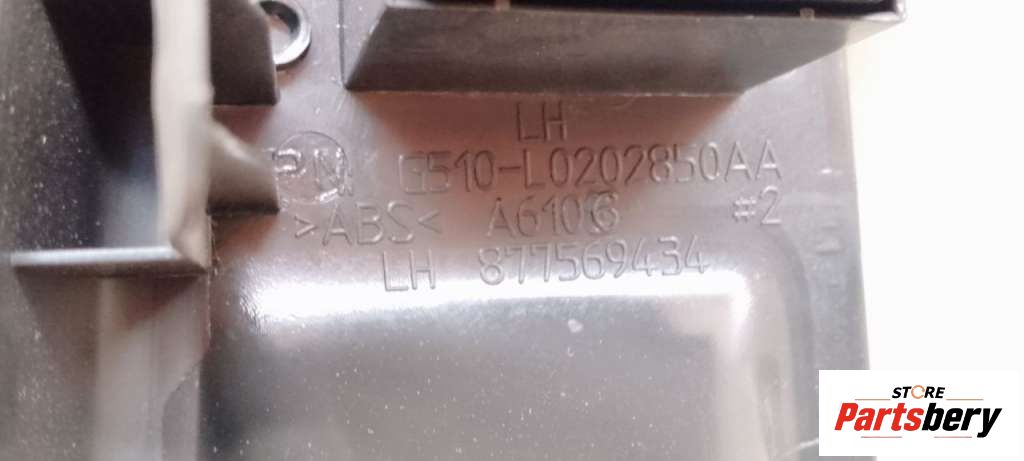 LH
PN G510-L0202850AA
>ABS< A6106 #2
LH 877569434
STORE
Partsbery